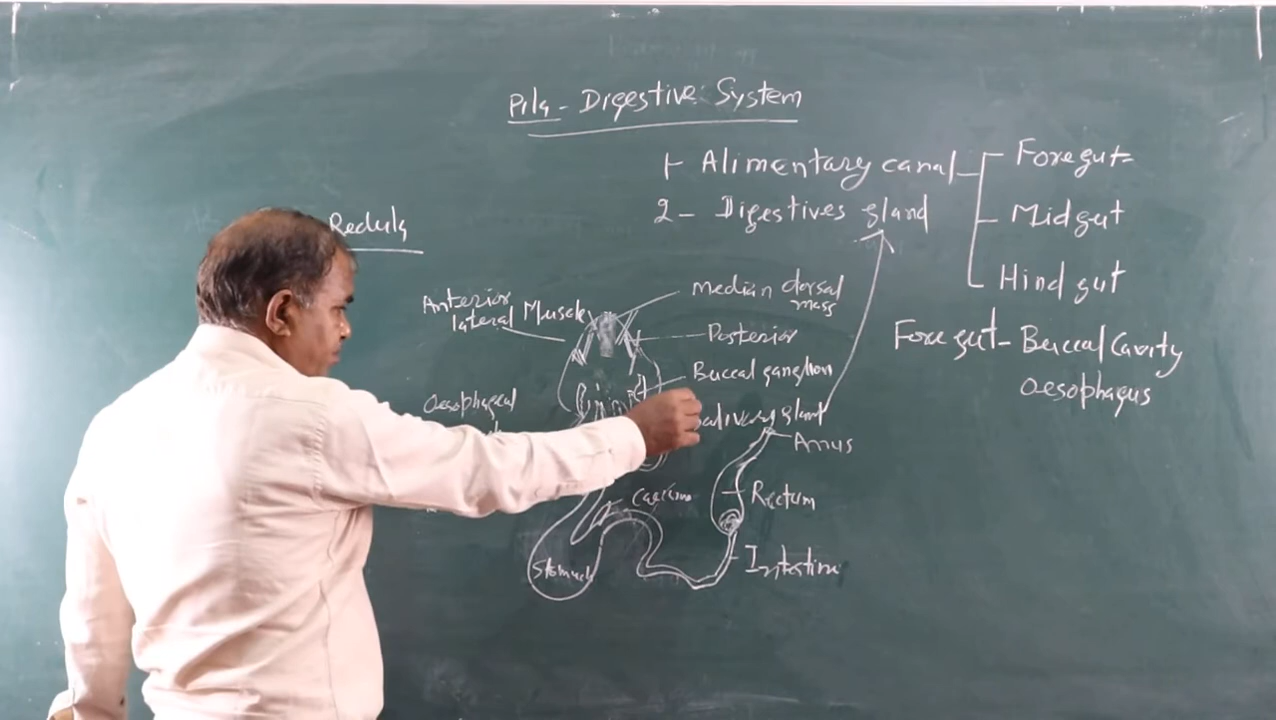 Pila - Digestive System
1- Alimentary canal
2- Digestives gland
Foregut
Midgut
Hind gut
Foregut - Buccal Cavity
Oesophagus
Redula
Anterior
lateral Muscle
Oesophageal
Median dorsal
mass
Posterior
Buccal ganglion
Salivary gland
Anus
Rectum
Intestine
Stomach